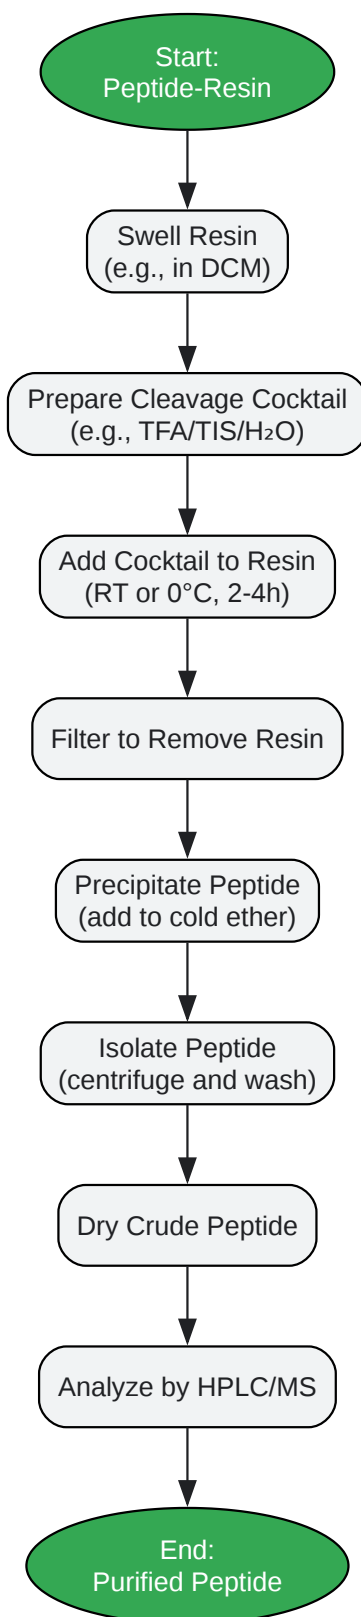 Start:
Peptide-Resin
Swell Resin
(e.g., in DCM)
Prepare Cleavage Cocktail
(e.g., TFA/TIS/H₂O)
Add Cocktail to Resin
(RT or 0°C, 2-4h)
Filter to Remove Resin
Precipitate Peptide
(add to cold ether)
Isolate Peptide
(centrifuge and wash)
Dry Crude Peptide
Analyze by HPLC/MS
End:
Purified Peptide